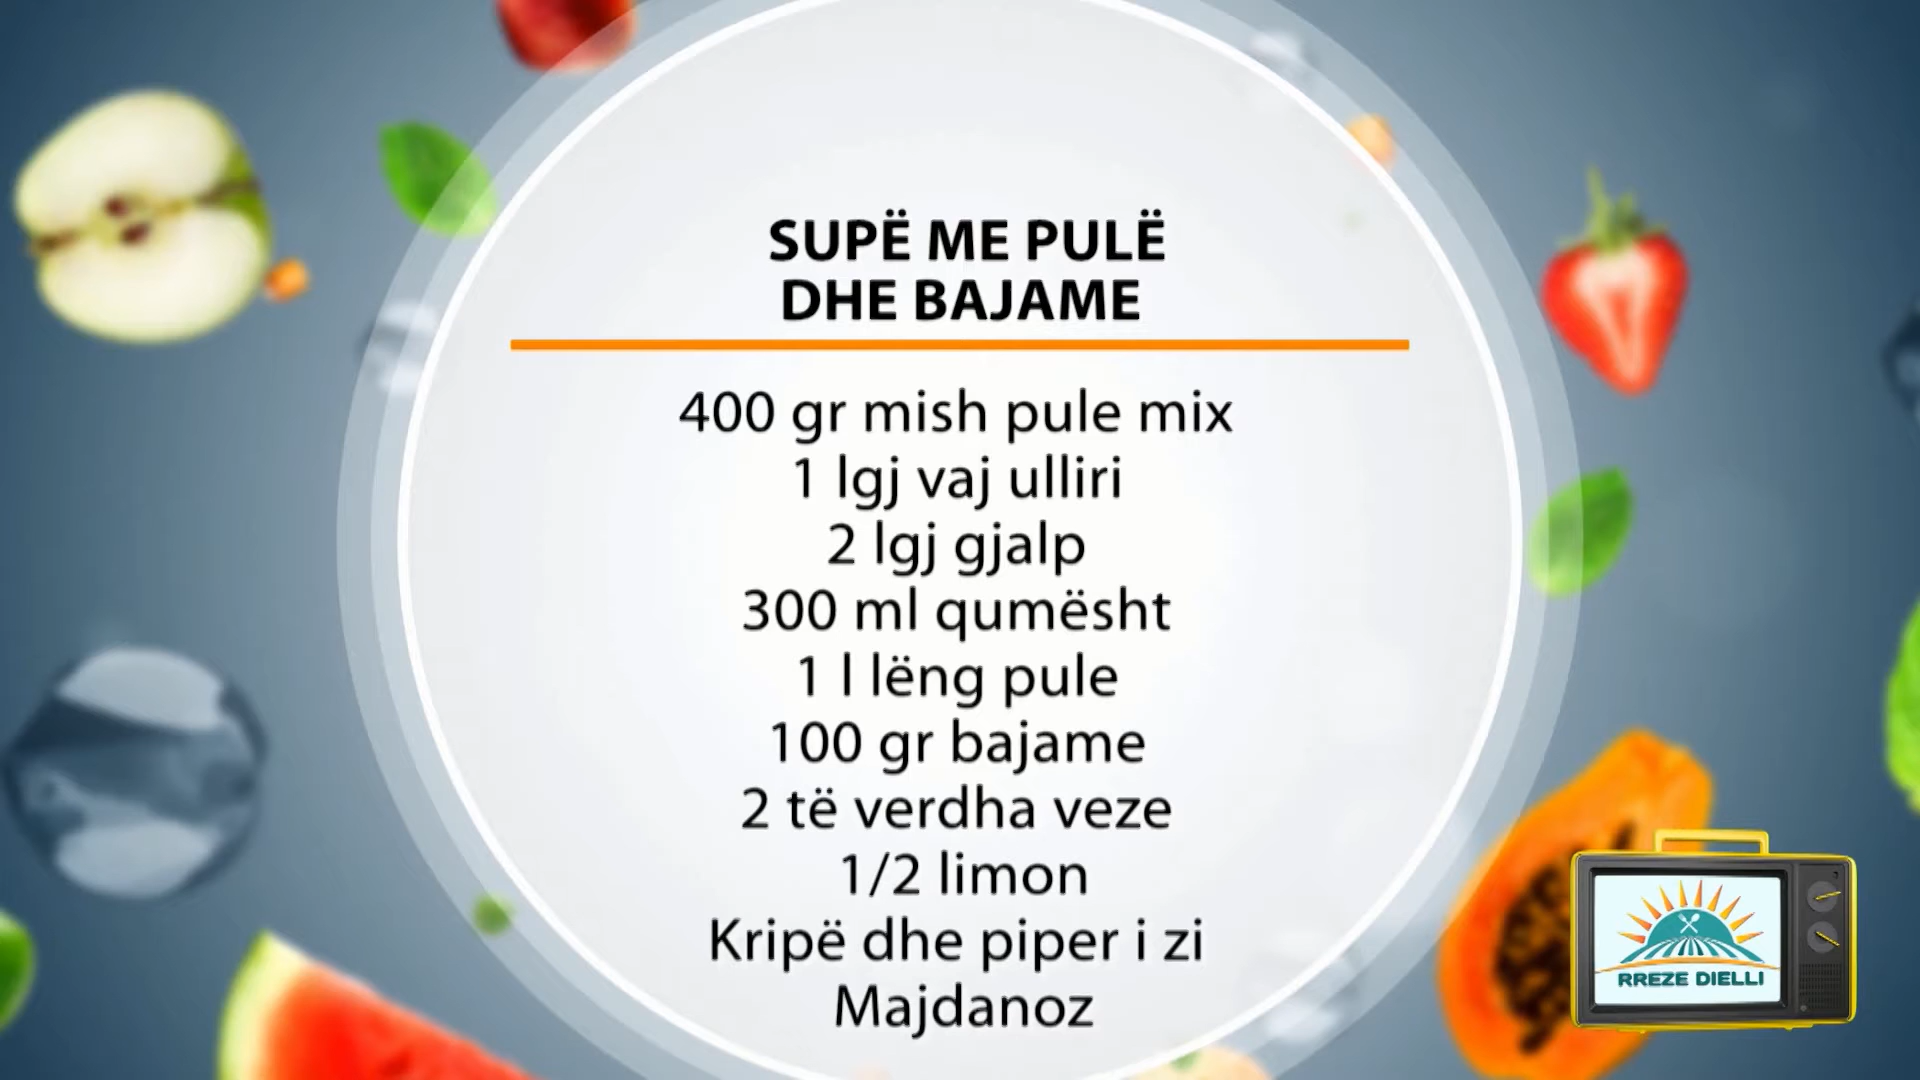 SUPË ME PULË
DHE BAJAME
400 gr mish pule mix
1 lgj vaj ulliri
2 lgj gjalp
300 ml qumësht
1 l lëng pule
100 gr bajame
2 të verdha veze
1/2 limon
Kripë dhe piper i zi
Majdanoz
RREZE DIELLI